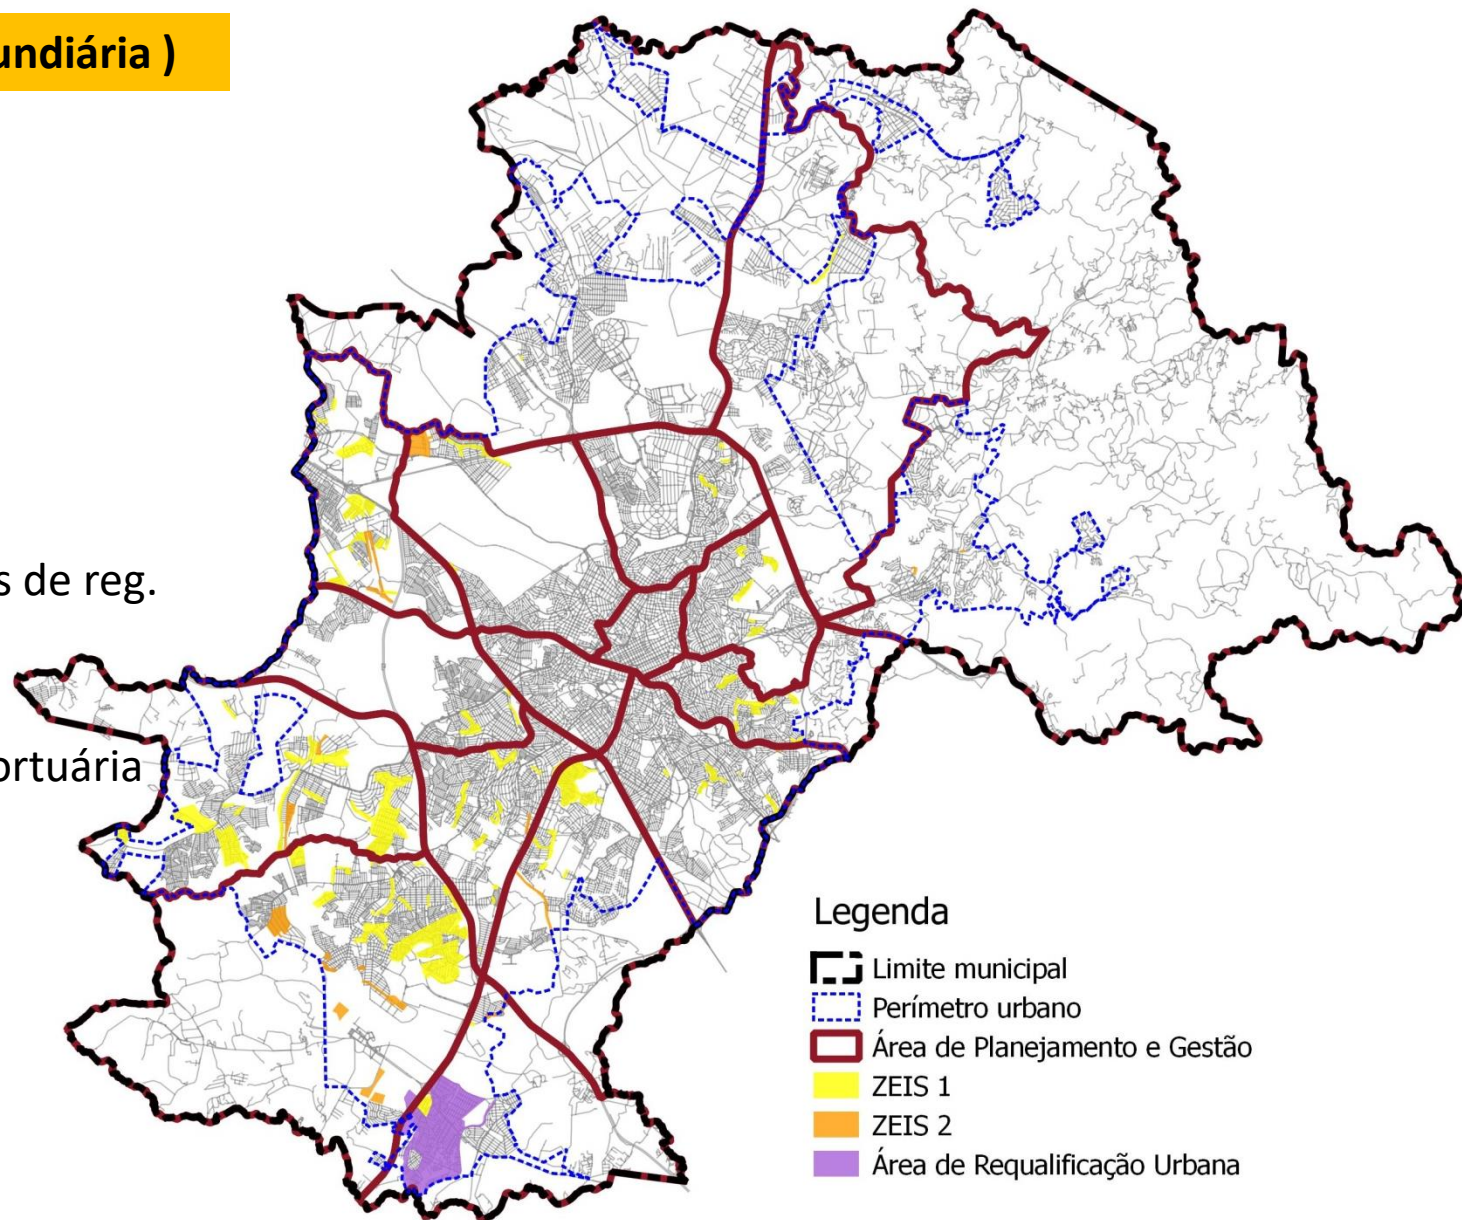 undiária )
s de reg.
ortuária
Legenda
Limite municipal
Perímetro urbano
Área de Planejamento e Gestão
ZEIS 1
ZEIS 2
Área de Requalificação Urbana